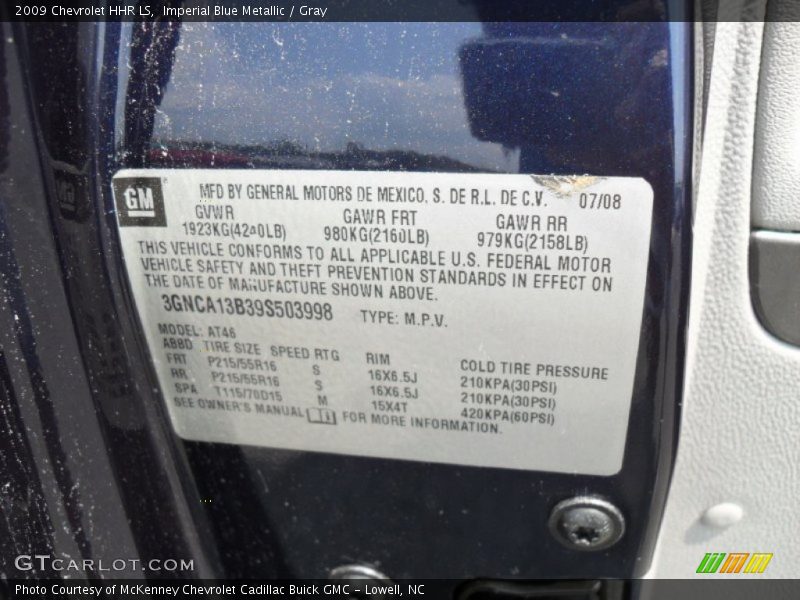 2009 Chevrolet HHR LS, Imperial Blue Metallic / Gray
GM
MFD BY GENERAL MOTORS DE MEXICO, S. DE R.L. DE C.V. 07/08
GVWR GAWR FRT GAWR RR
1923KG(4240LB) 980KG(2160LB) 979KG(2158LB)
THIS VEHICLE CONFORMS TO ALL APPLICABLE U.S. FEDERAL MOTOR
VEHICLE SAFETY AND THEFT PREVENTION STANDARDS IN EFFECT ON
THE DATE OF MANUFACTURE SHOWN ABOVE.
3GNCA13B39S503998 TYPE: M.P.V.
MODEL: AT46
ABBD TIRE SIZE SPEED RTG RIM COLD TIRE PRESSURE
FRT P215/55R16 S 16X6.5J 210KPA(30PSI)
RR P215/55R16 S 16X6.5J 210KPA(30PSI)
SPA T115/70D15 M 15X4T 420KPA(60PSI)
SEE OWNER'S MANUAL FOR MORE INFORMATION.
GTCARLOT.COM
Photo Courtesy of McKenney Chevrolet Cadillac Buick GMC - Lowell, NC